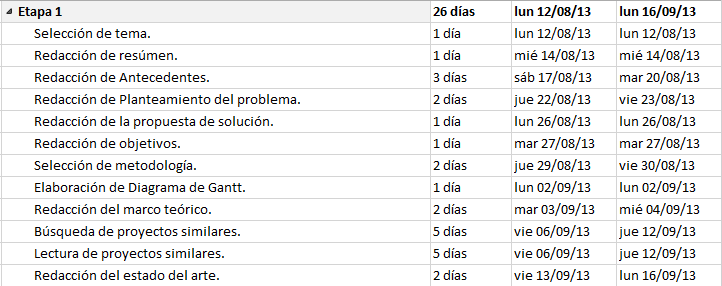 Etapa 1 26 días lun 12/08/13 lun 16/09/13
Selección de tema. 1 día lun 12/08/13 lun 12/08/13
Redacción de resúmen. 1 día mié 14/08/13 mié 14/08/13
Redacción de Antecedentes. 3 días sáb 17/08/13 mar 20/08/13
Redacción de Planteamiento del problema. 2 días jue 22/08/13 vie 23/08/13
Redacción de la propuesta de solución. 1 día lun 26/08/13 lun 26/08/13
Redacción de objetivos. 1 día mar 27/08/13 mar 27/08/13
Selección de metodología. 2 días jue 29/08/13 vie 30/08/13
Elaboración de Diagrama de Gantt. 1 día lun 02/09/13 lun 02/09/13
Redacción del marco teórico. 2 días mar 03/09/13 mié 04/09/13
Búsqueda de proyectos similares. 5 días vie 06/09/13 jue 12/09/13
Lectura de proyectos similares. 5 días vie 06/09/13 jue 12/09/13
Redacción del estado del arte. 2 días vie 13/09/13 lun 16/09/13